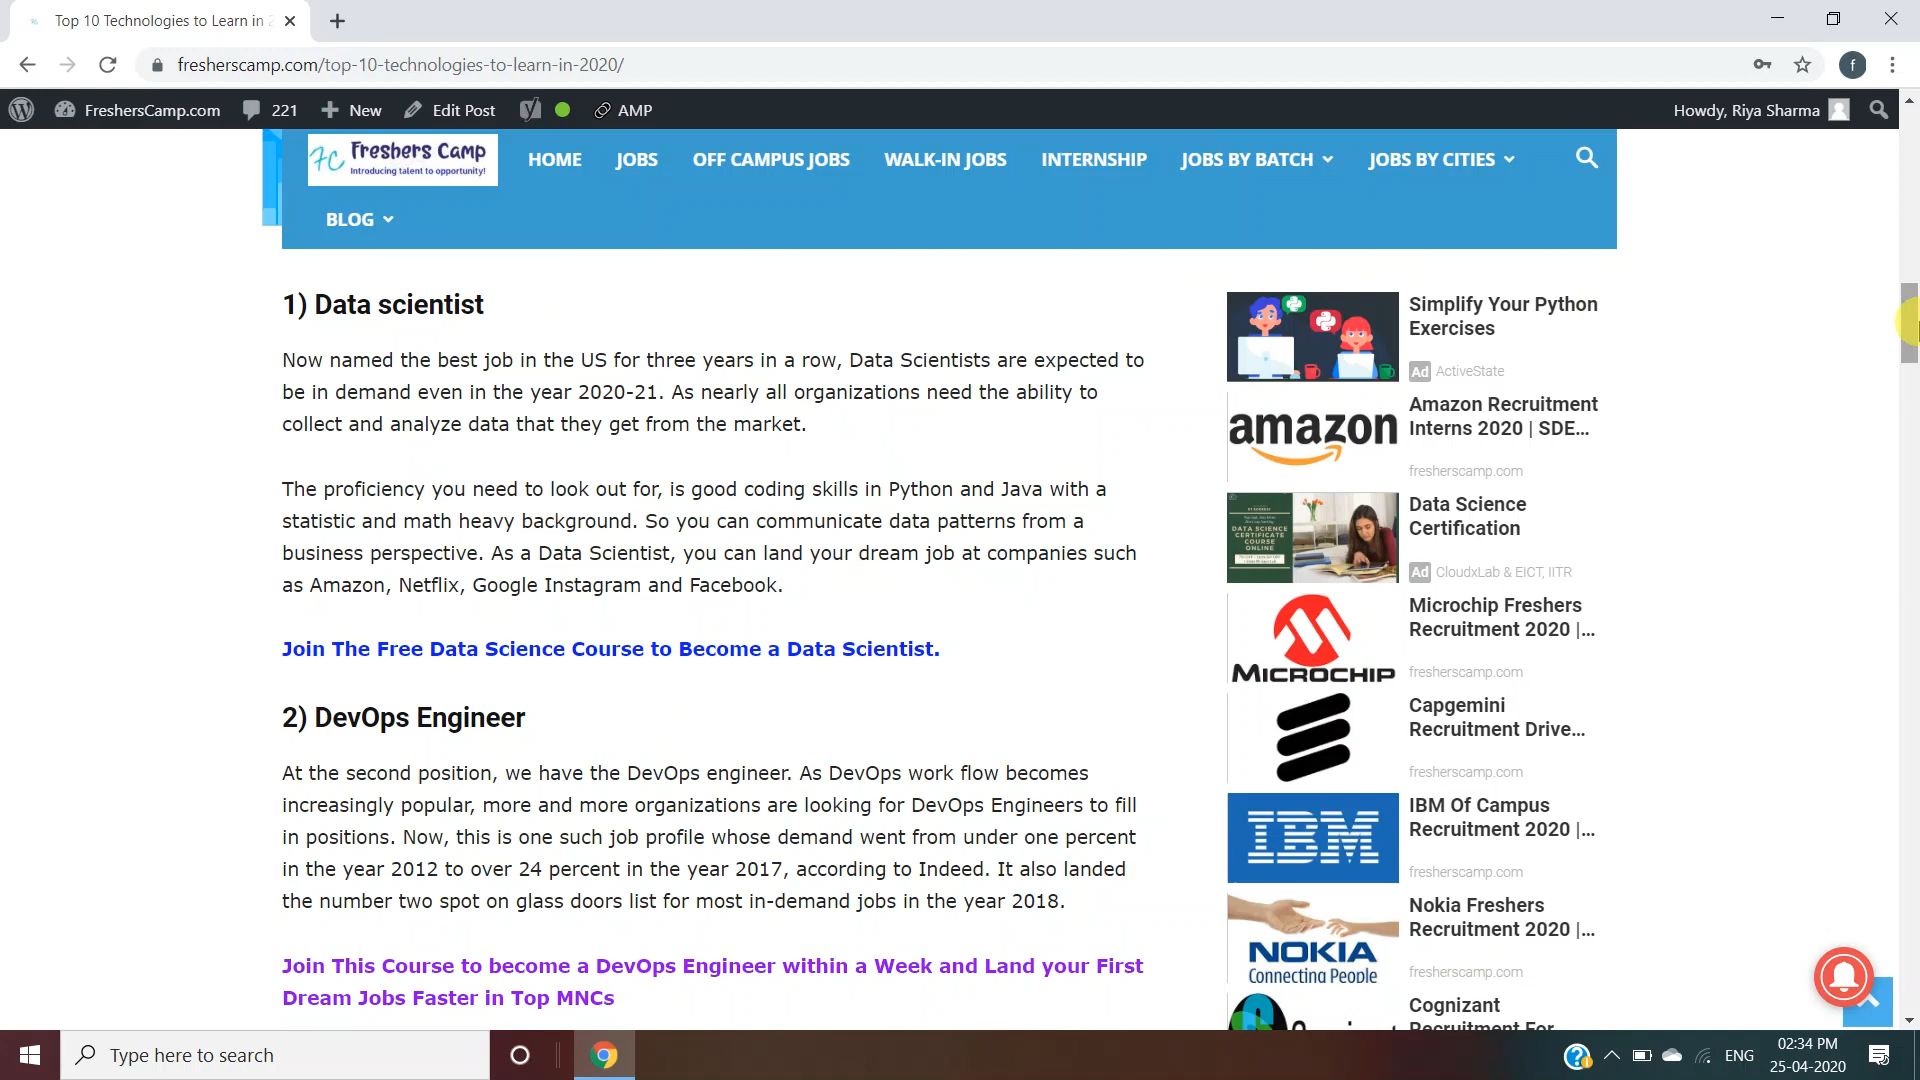 Top 10 Technologies to Learn in 2
fresherscamp.com/top-10-technologies-to-learn-in-2020/
f
FreshersCamp.com
221
New
Edit Post
AMP
Howdy, Riya Sharma
FC
Freshers Camp
Introducing talent to opportunity!
HOME
JOBS
OFF CAMPUS JOBS
WALK-IN JOBS
INTERNSHIP
JOBS BY BATCH
JOBS BY CITIES
BLOG
1) Data scientist
Now named the best job in the US for three years in a row, Data Scientists are expected to
be in demand even in the year 2020-21. As nearly all organizations need the ability to
collect and analyze data that they get from the market.
The proficiency you need to look out for, is good coding skills in Python and Java with a
statistic and math heavy background. So you can communicate data patterns from a
business perspective. As a Data Scientist, you can land your dream job at companies such
as Amazon, Netflix, Google Instagram and Facebook.
Join The Free Data Science Course to Become a Data Scientist.
2) DevOps Engineer
At the second position, we have the DevOps engineer. As DevOps work flow becomes
increasingly popular, more and more organizations are looking for DevOps Engineers to fill
in positions. Now, this is one such job profile whose demand went from under one percent
in the year 2012 to over 24 percent in the year 2017, according to Indeed. It also landed
the number two spot on glass doors list for most in-demand jobs in the year 2018.
Join This Course to become a DevOps Engineer within a Week and Land your First
Dream Jobs Faster in Top MNCs
Simplify Your Python
Exercises
Ad ActiveState
amazon
Amazon Recruitment
Interns 2020 | SDE...
fresherscamp.com
DATA SCIENCE
CERTIFICATE
COURSE
ONLINE
Data Science
Certification
Ad CloudxLab & EICT, IITR
MICROCHIP
Microchip Freshers
Recruitment 2020 |...
fresherscamp.com
Capgemini
Recruitment Drive...
fresherscamp.com
IBM
IBM Of Campus
Recruitment 2020 |...
fresherscamp.com
NOKIA
Connecting People
Nokia Freshers
Recruitment 2020 |...
fresherscamp.com
Cognizant
Recruitment For
Type here to search
ENG
02:34 PM
25-04-2020